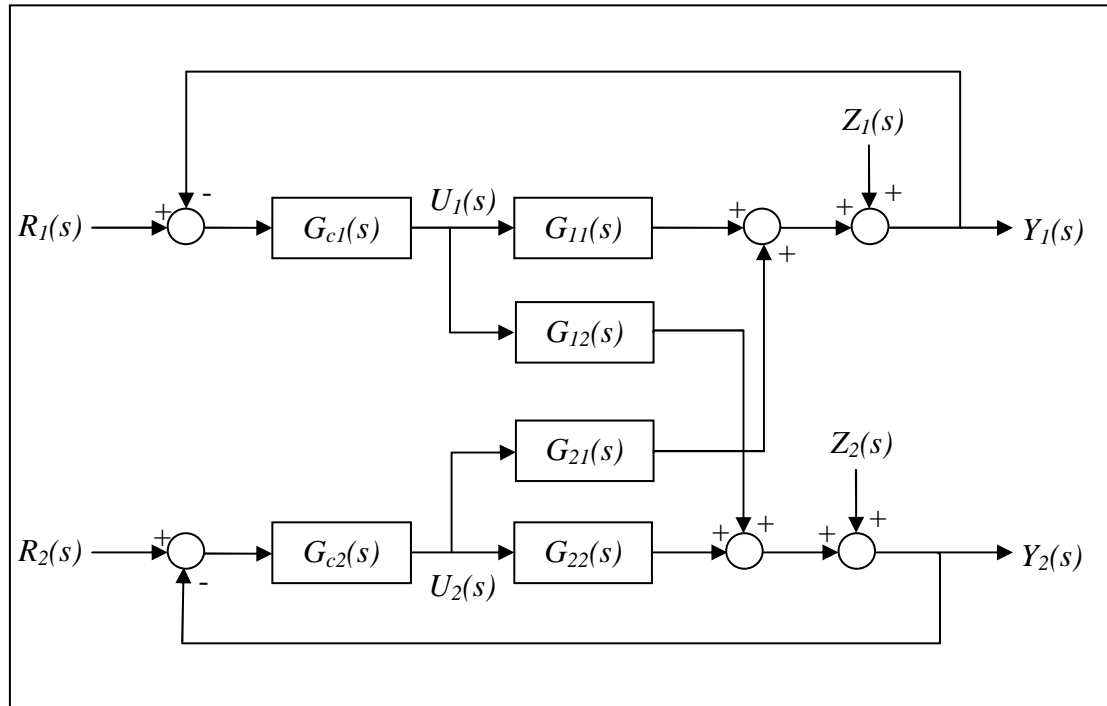 Z1(s)
+
-
U1(s)
+
+
+
R1(s)
Gc1(s)
G11(s)
Y1(s)
+
G12(s)
G21(s)
Z2(s)
+
+
+
+
+
R2(s)
Gc2(s)
G22(s)
Y2(s)
-
U2(s)